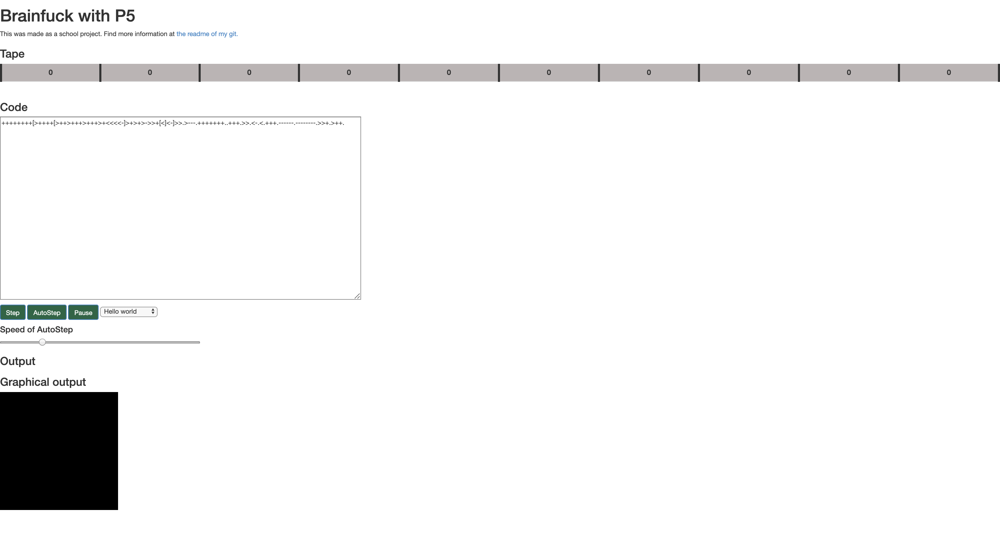 Brainfuck with P5
This was made as a school project. Find more information at the readme of my git.
Tape
0 0 0 0 0 0 0 0 0 0
Code
++++++++[>++++[>++>+++>+++>+<<<<-]>+>+>->>+[<]<-]>>.>---.+++++++..+++.>>.<-.<.+++.------.--------.>>+.>++.
Step AutoStep Pause Hello world
Speed of AutoStep
Output
Graphical output